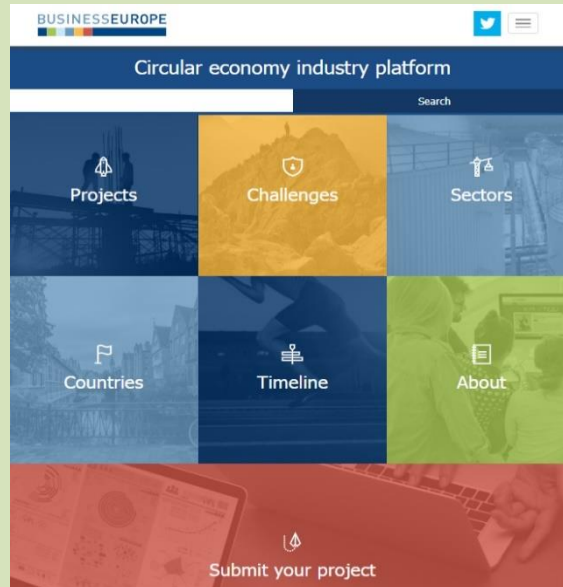 BUSINESSEUROPE
Circular economy industry platform
Search
Projects
Challenges
Sectors
Countries
Timeline
About
Submit your project